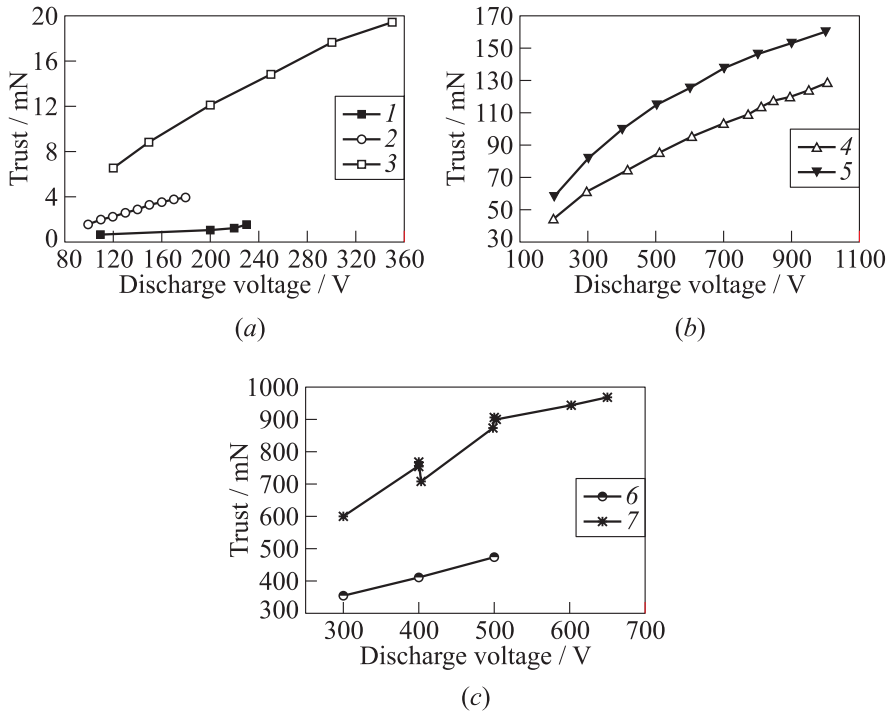 Trust / mN
20
16
12
8
4
0
80 120 160 200 240 280 320 360
Discharge voltage / V
1
2
3
(a)
Trust / mN
170
150
130
110
90
70
50
30
100 300 500 700 900 1100
Discharge voltage / V
4
5
(b)
Trust / mN
1000
900
800
700
600
500
400
300
300 400 500 600 700
Discharge voltage / V
6
7
(c)